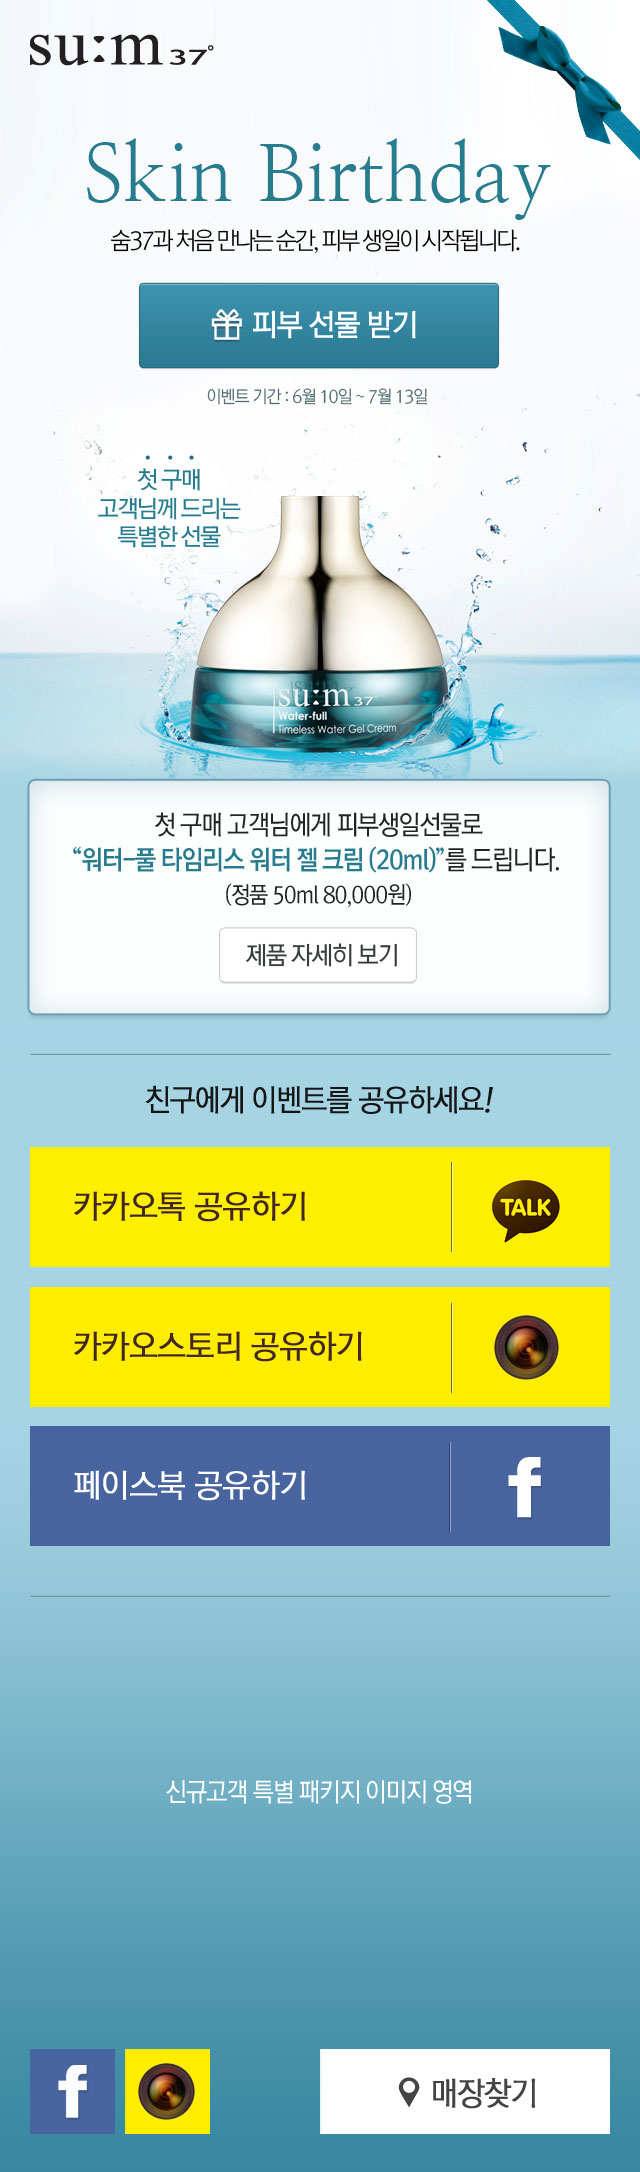 su:m 37°
Skin Birthday
숨37과 처음 만나는 순간, 피부 생일이 시작됩니다.
피부 선물 받기
이벤트 기간 : 6월 10일 ~ 7월 13일
첫 구매
고객님께 드리는
특별한 선물
su:m 37°
Water-full
Timeless Water Gel Cream
첫 구매 고객님에게 피부생일선물로
“워터-풀 타임리스 워터 젤 크림 (20ml)”를 드립니다.
(정품 50ml 80,000원)
제품 자세히 보기
친구에게 이벤트를 공유하세요!
카카오톡 공유하기
TALK
카카오스토리 공유하기
페이스북 공유하기
f
신규고객 특별 패키지 이미지 영역
f
매장찾기